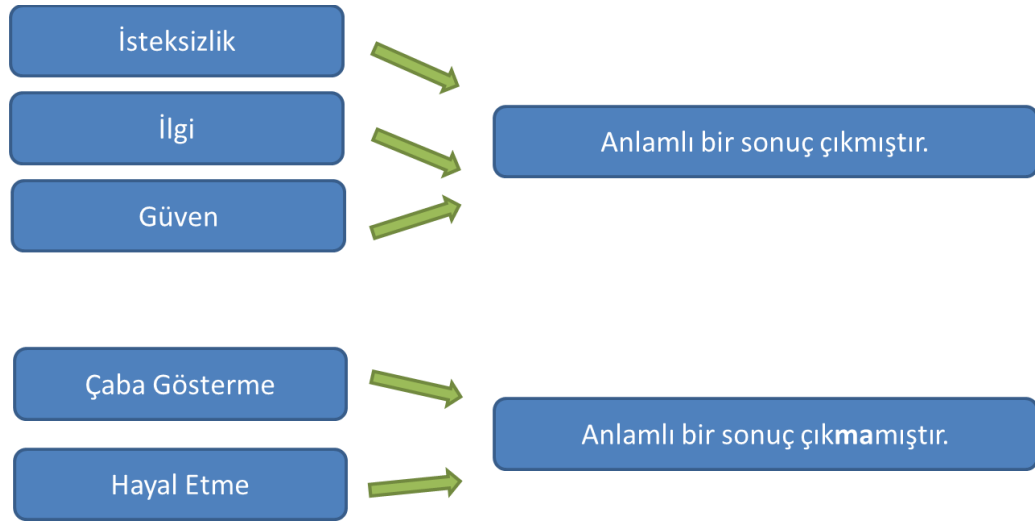 İsteksizlik
İlgi
Güven
Anlamlı bir sonuç çıkmıştır.
Çaba Gösterme
Hayal Etme
Anlamlı bir sonuç çıkmamıştır.